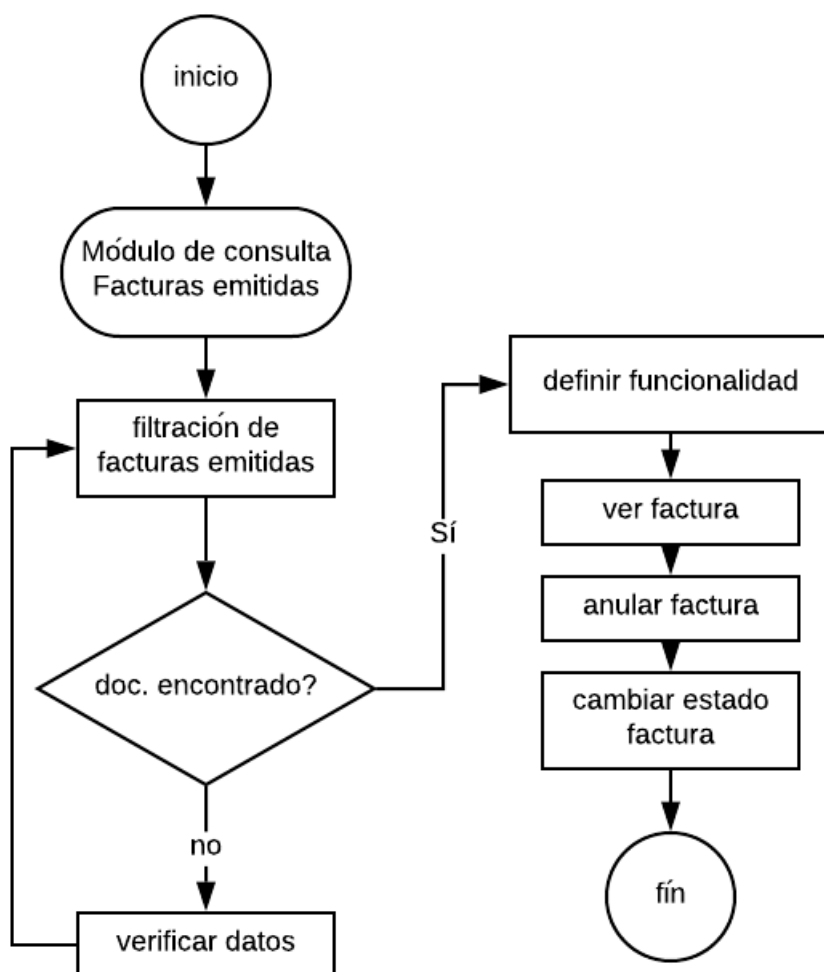 inicio
Módulo de consulta
Facturas emitidas
filtración de
facturas emitidas
doc. encontrado?
no
verificar datos
Sí
definir funcionalidad
ver factura
anular factura
cambiar estado
factura
fín